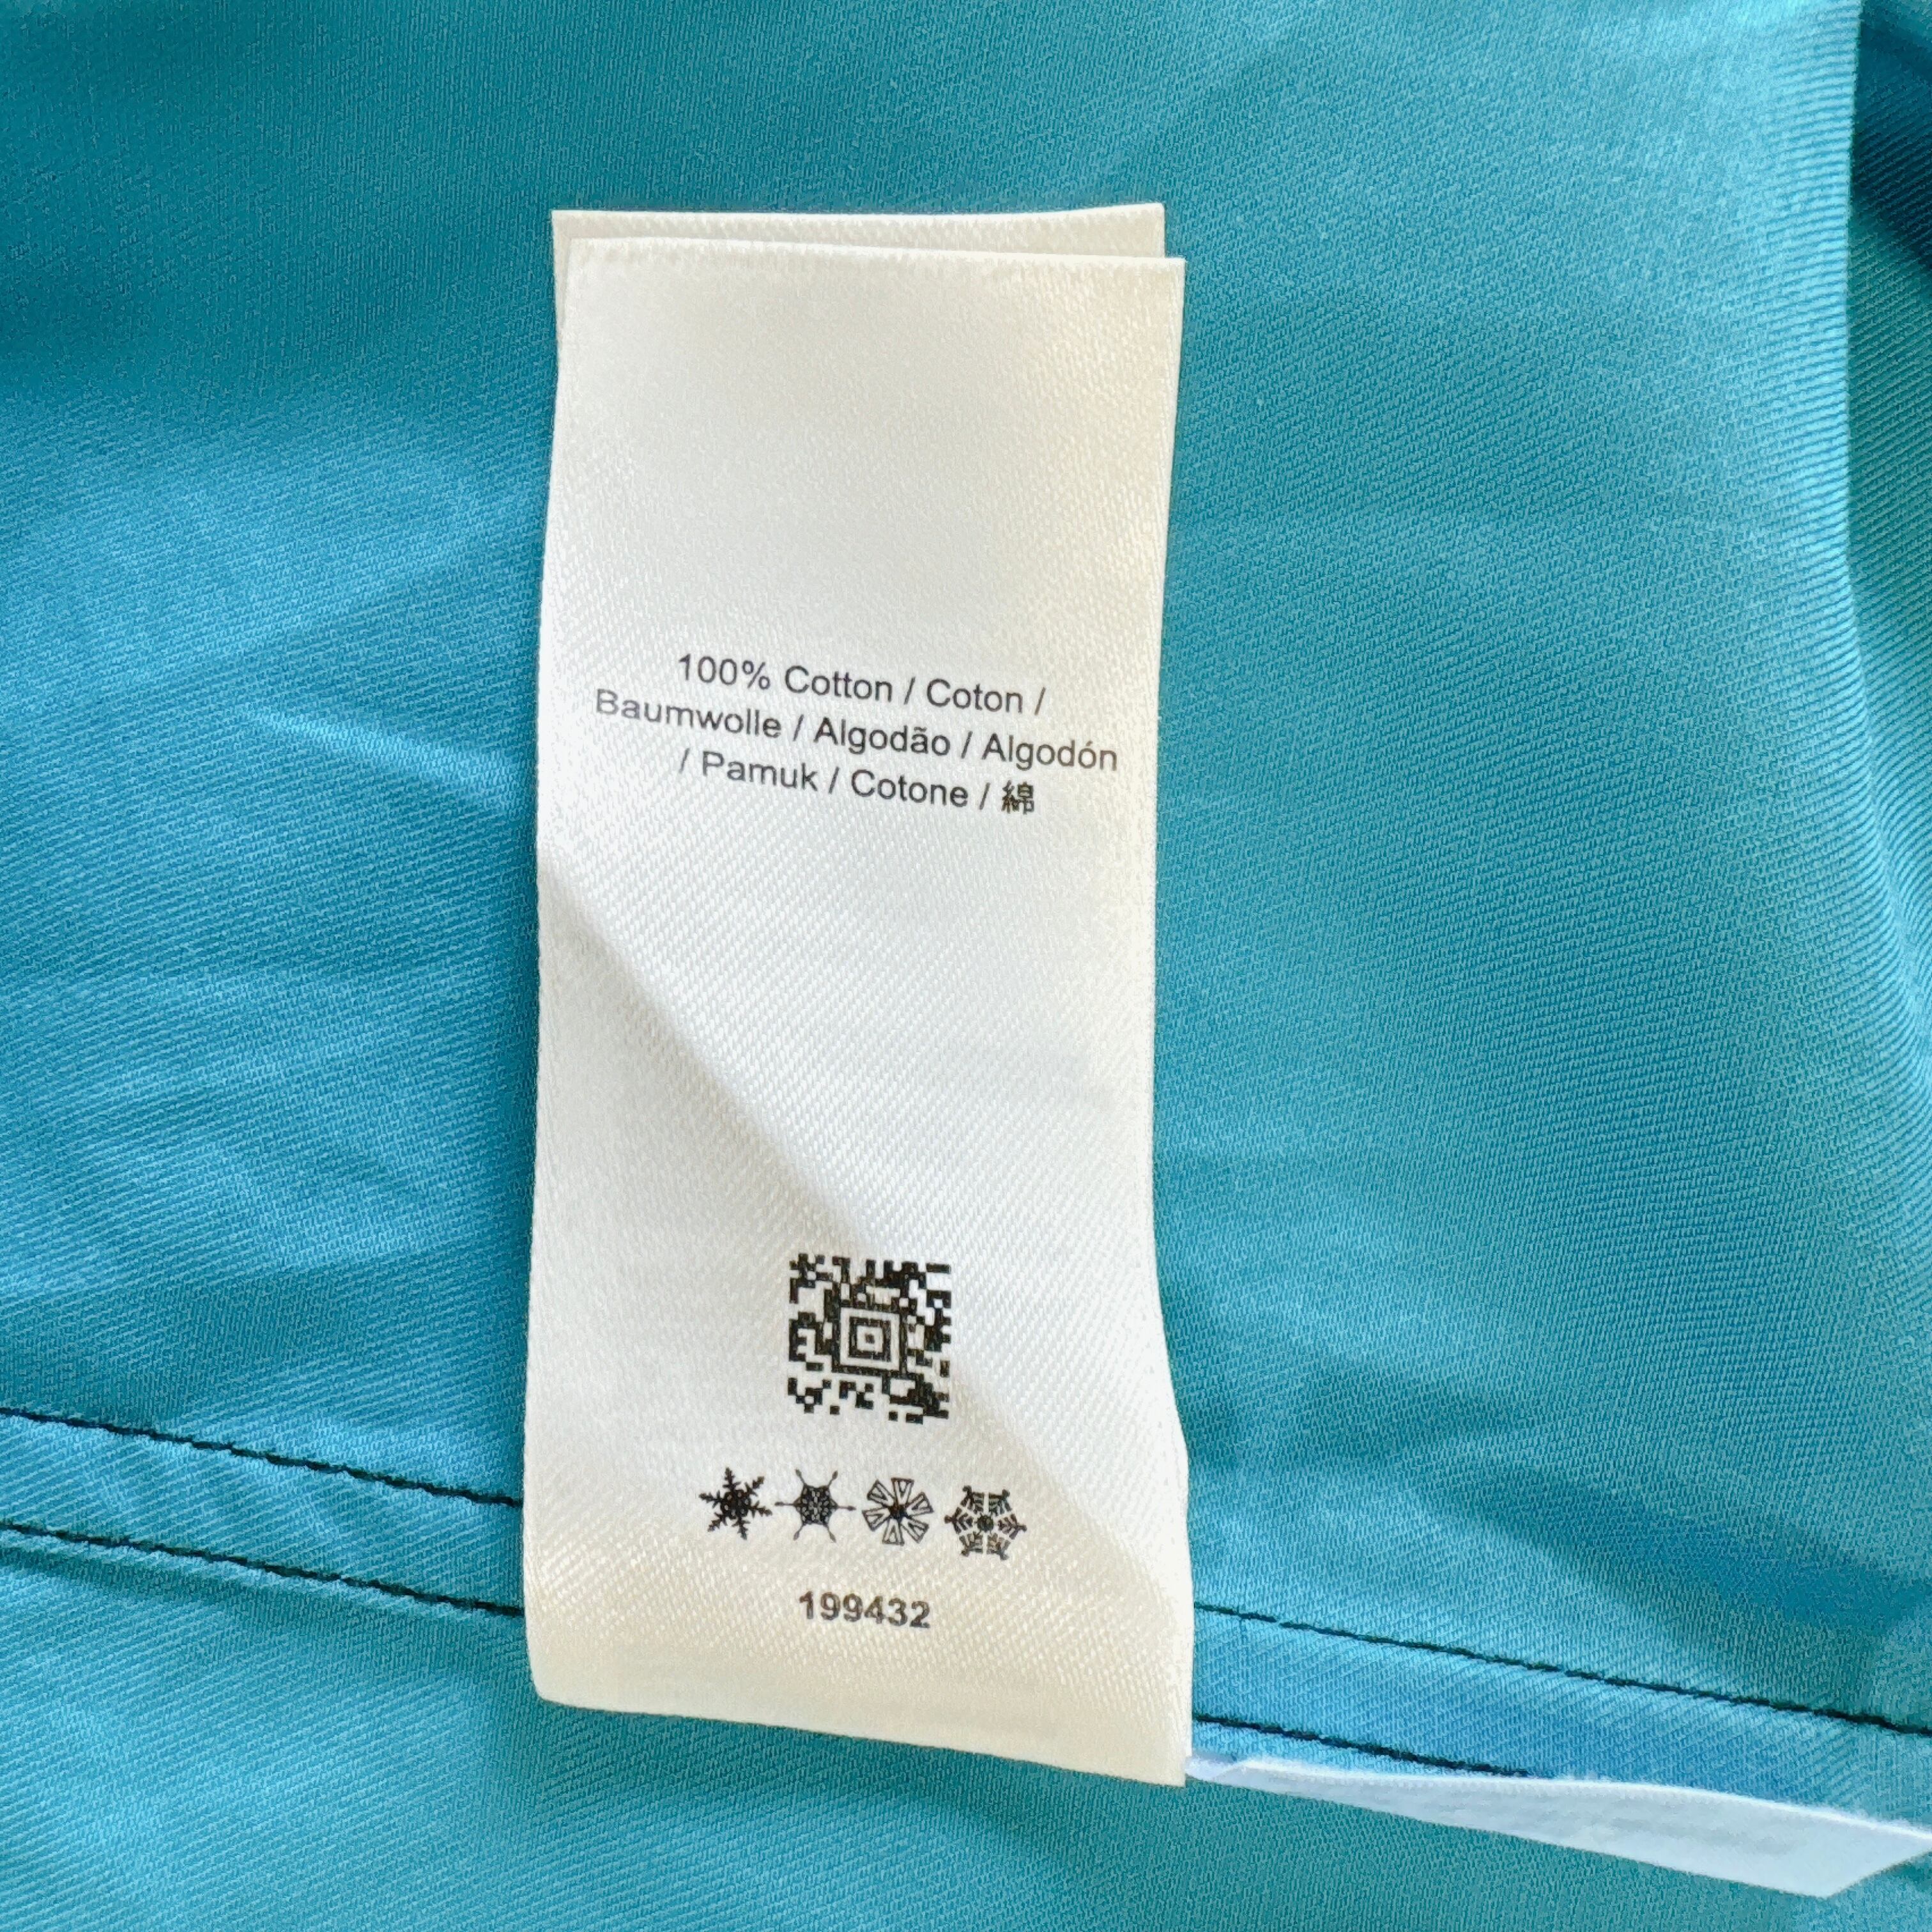 100% Cotton / Coton /
Baumwolle / Algodão / Algodón
/ Pamuk / Cotone / 綿
199432